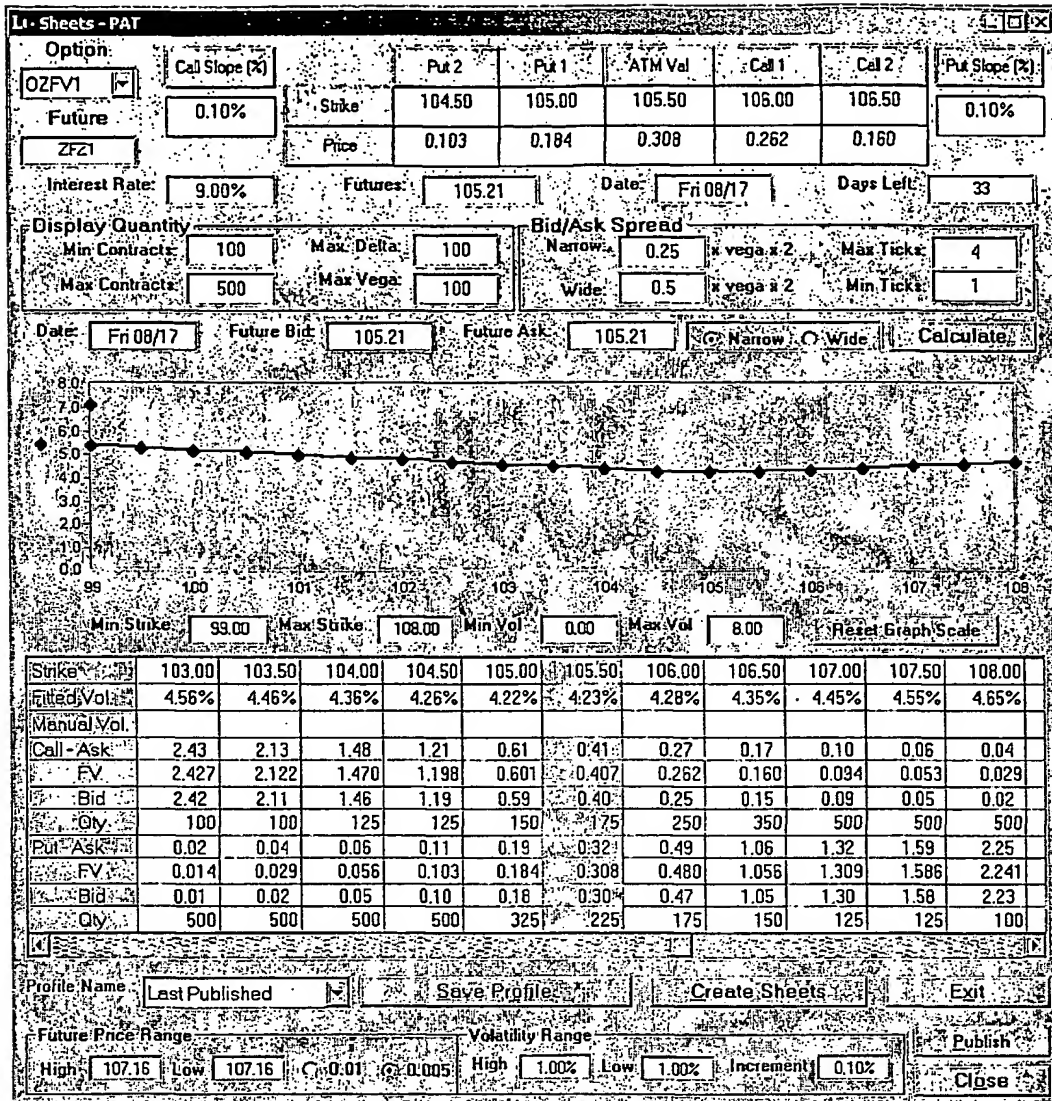 Sheets - PAT
Option
Call Slope (%)
Put 2 Put 1 ATM Val Call 1 Call 2
Put Slope (%)
OZFV1
0.10%
Strike 104.50 105.00 105.50 106.00 106.50
0.10%
Future
ZFZ1
Price 0.103 0.184 0.308 0.262 0.160
Interest Rate: 9.00% Futures: 105.21 Date: Fri 08/17 Days Left: 33
Display Quantity
Min Contracts: 100 Max Delta: 100
Max Contracts: 500 Max Vega: 100
Bid/Ask Spread
Narrow: 0.25 x vega x 2 Max Ticks 4
Wide: 0.5 x vega x 2 Min Ticks 1
Date: Fri 08/17 Future Bid: 105.21 Future Ask: 105.21 Narrow Wide Calculate
8.0
7.0
6.0
5.0
4.0
3.0
2.0
1.0
0.0
99 100 101 102 103 104 105 106 107 108
Min Strike 99.00 Max Strike 108.00 Min Vol 0.00 Max Vol 8.00 Reset Graph Scale
Strike 103.00 103.50 104.00 104.50 105.00 105.50 106.00 106.50 107.00 107.50 108.00
Fitted Vol. 4.56% 4.46% 4.36% 4.26% 4.22% 4.23% 4.28% 4.35% 4.45% 4.55% 4.65%
Manual Vol.
Call - Ask 2.43 2.13 1.48 1.21 0.61 0.41 0.27 0.17 0.10 0.06 0.04
FV 2.427 2.122 1.470 1.198 0.601 0.407 0.262 0.160 0.094 0.053 0.029
Bid 2.42 2.11 1.46 1.19 0.59 0.40 0.25 0.15 0.09 0.05 0.02
Qty 100 100 125 125 150 175 250 350 500 500 500
Put - Ask 0.02 0.04 0.06 0.11 0.19 0.32 0.49 1.06 1.32 1.59 2.25
FV 0.014 0.029 0.056 0.103 0.184 0.308 0.480 1.056 1.309 1.586 2.241
Bid 0.01 0.02 0.05 0.10 0.18 0.30 0.47 1.05 1.30 1.58 2.23
Qty 500 500 500 500 325 225 175 150 125 125 100
Profile Name Last Published Save Profile Create Sheets Exit
Future Price Range
High 107.16 Low 107.16 0.01 0.005
Volatility Range
High 1.00% Low 1.00% Increment 0.10%
Publish
Close